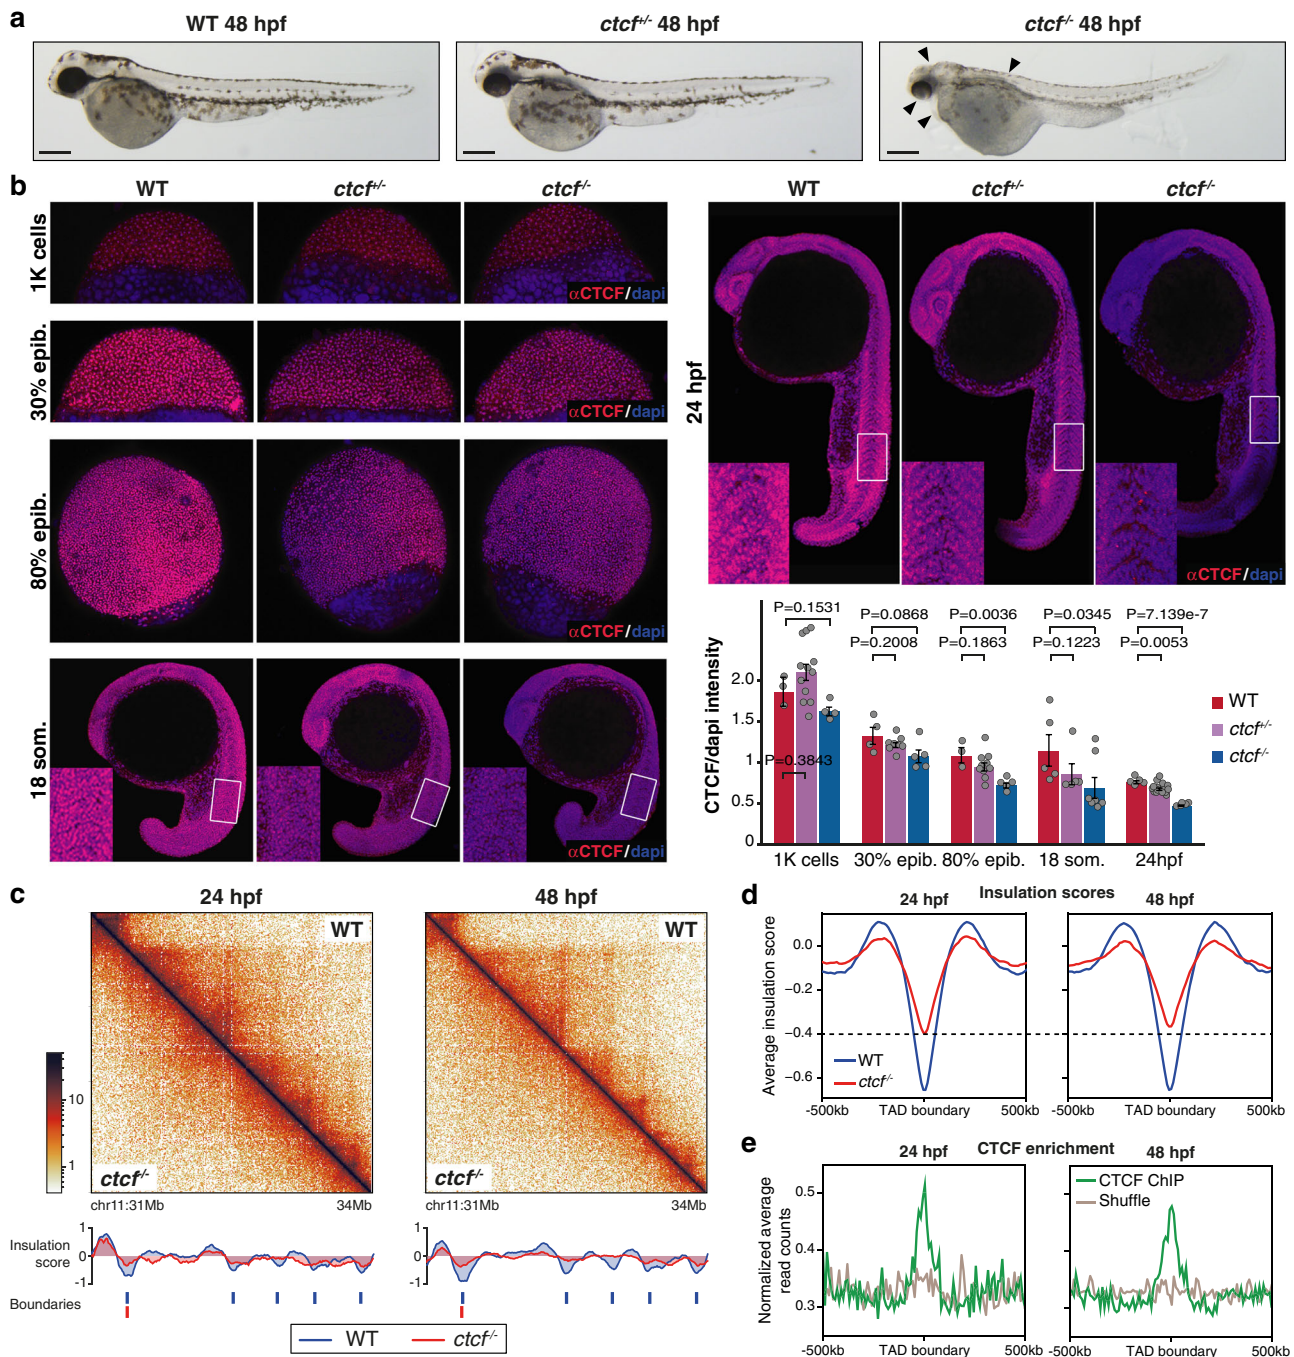 a
WT 48 hpf
ctcf+/- 48 hpf
ctcf-/- 48 hpf
b
WT
ctcf+/-
ctcf-/-
1K cells
αCTCF/dapi
30% epib.
αCTCF/dapi
80% epib.
αCTCF/dapi
18 som.
αCTCF/dapi
WT
ctcf+/-
ctcf-/-
24 hpf
αCTCF/dapi
CTCF/dapi intensity
2.0
1.5
1
0.5
0
P=0.1531
P=0.3843
P=0.0868
P=0.2008
P=0.0036
P=0.1863
P=0.0345
P=0.1223
P=7.139e-7
P=0.0053
1K cells
30% epib.
80% epib.
18 som.
24hpf
WT
ctcf+/-
ctcf-/-
c
24 hpf
48 hpf
WT
ctcf-/-
WT
ctcf-/-
10
1
chr11:31Mb
34Mb
chr11:31Mb
34Mb
Insulation score
1
0
-1
1
0
-1
Boundaries
WT
ctcf-/-
d
Insulation scores
24 hpf
48 hpf
Average insulation score
0.0
−0.2
−0.4
−0.6
WT
ctcf-/-
-500kb
TAD boundary
500kb
-500kb
TAD boundary
500kb
e
CTCF enrichment
24 hpf
48 hpf
Normalized average read counts
0.5
0.4
0.3
CTCF ChIP
Shuffle
-500kb
TAD boundary
500kb
-500kb
TAD boundary
500kb